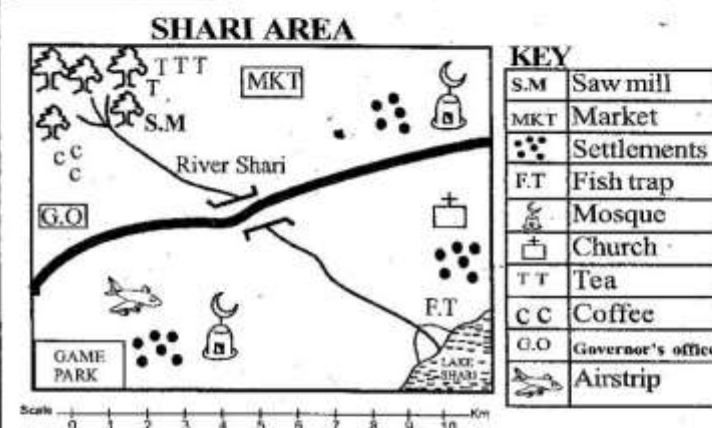 SHARI AREA
T T T
T
MKT
S.M
C C
C
River Shari
G.O
F.T
GAME
PARK
LAKE
SHARI
Scale
0 1 2 3 4 5 6 7 8 9 10 Km
KEY
S.M Saw mill
MKT Market
Settlements
F.T Fish trap
Mosque
Church
T T Tea
C C Coffee
G.O Governor's office
Airstrip